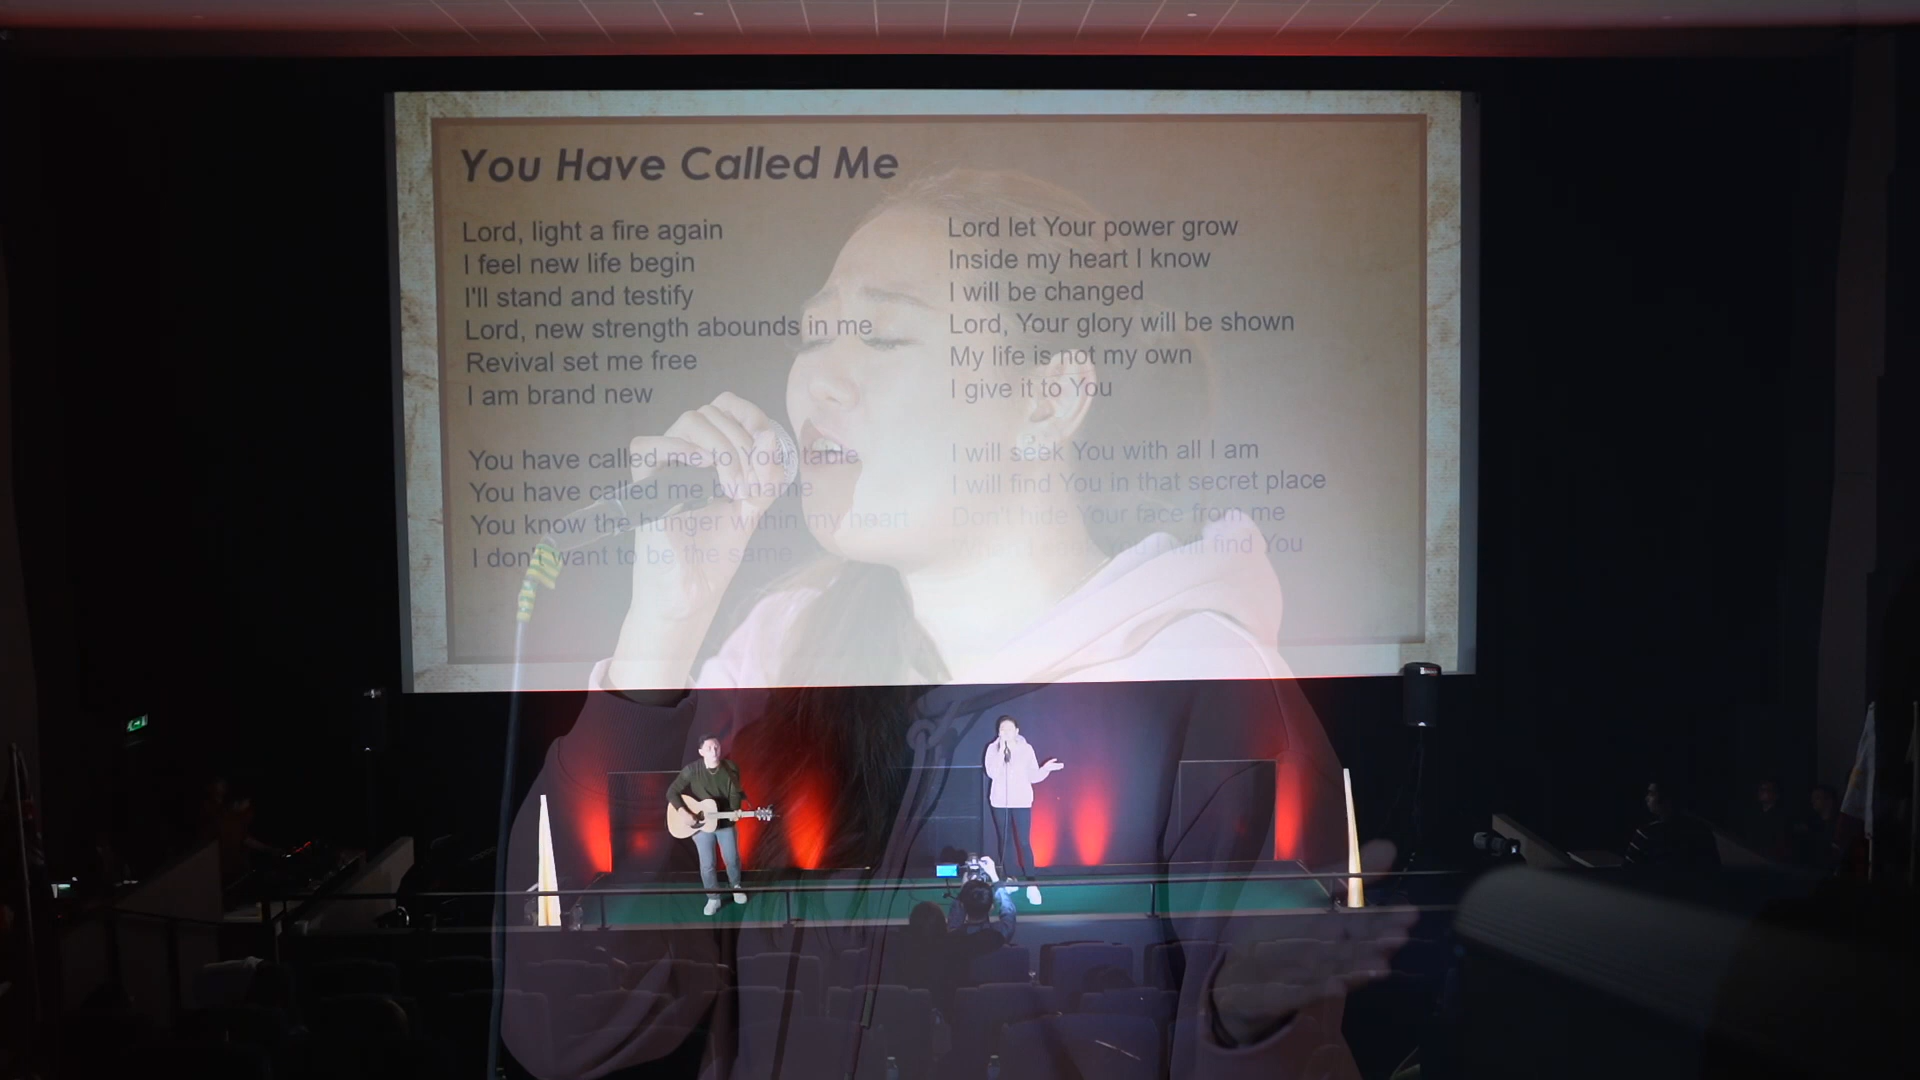 You Have Called Me
Lord, light a fire again
I feel new life begin
I'll stand and testify
Lord, new strength abounds in me
Revival set me free
I am brand new
You have called me to Your table
You have called me by name
You know the hunger within my heart
I don't want to be the same
Lord let Your power grow
Inside my heart I know
I will be changed
Lord, Your glory will be shown
My life is not my own
I give it to You
I will seek You with all I am
I will find You in that secret place
Don't hide Your face from me
I will find You